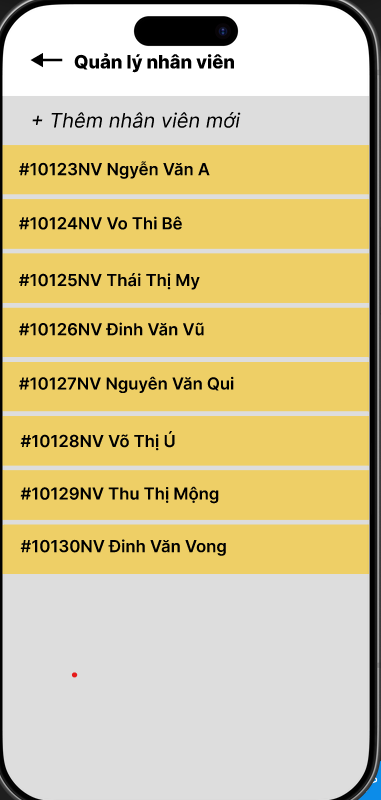 Quản lý nhân viên
+ Thêm nhân viên mới
#10123NV Ngyễn Văn A
#10124NV Vo Thi Bê
#10125NV Thái Thị My
#10126NV Đinh Văn Vũ
#10127NV Nguyên Văn Qui
#10128NV Võ Thị Ú
#10129NV Thu Thị Mộng
#10130NV Đinh Văn Vong